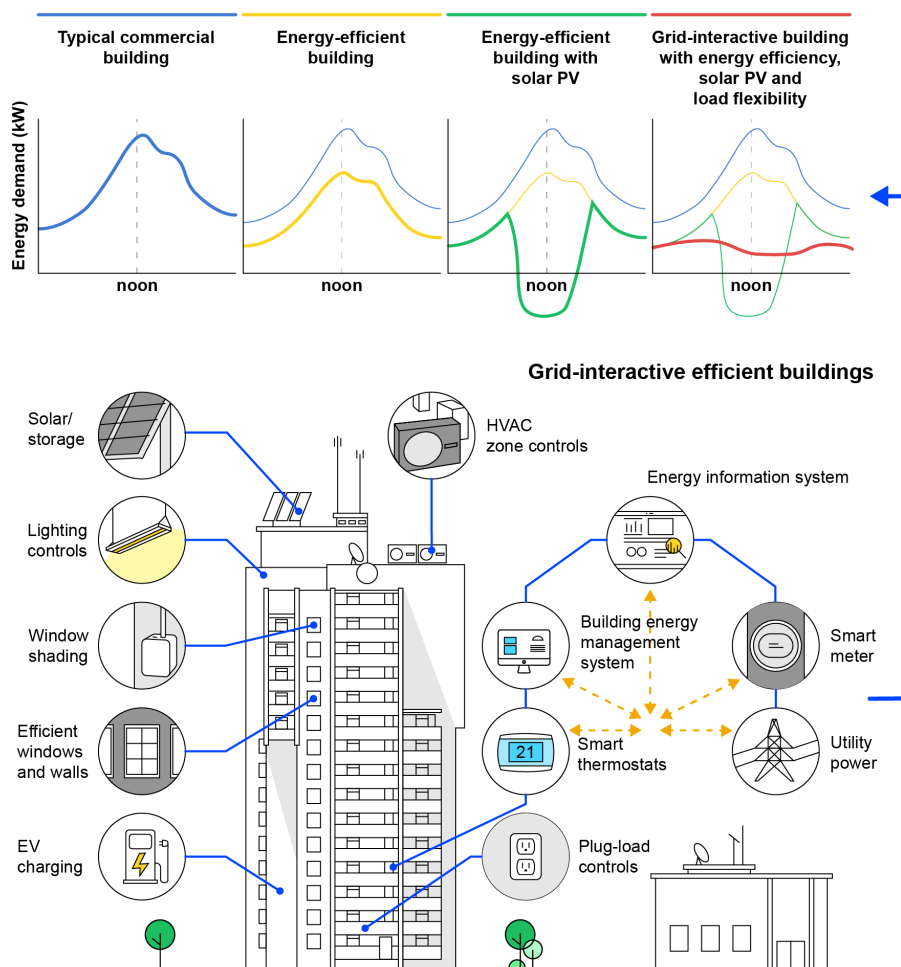 Typical commercial
building
Energy-efficient
building
Energy-efficient
building with
solar PV
Grid-interactive building
with energy efficiency,
solar PV and
load flexibility
Energy demand (kW)
noon
noon
noon
noon
Grid-interactive efficient buildings
Solar/
storage
HVAC
zone controls
Energy information system
Lighting
controls
Window
shading
Building energy
management
system
Smart
meter
Efficient
windows
and walls
21
Smart
thermostats
Utility
power
EV
charging
Plug-load
controls